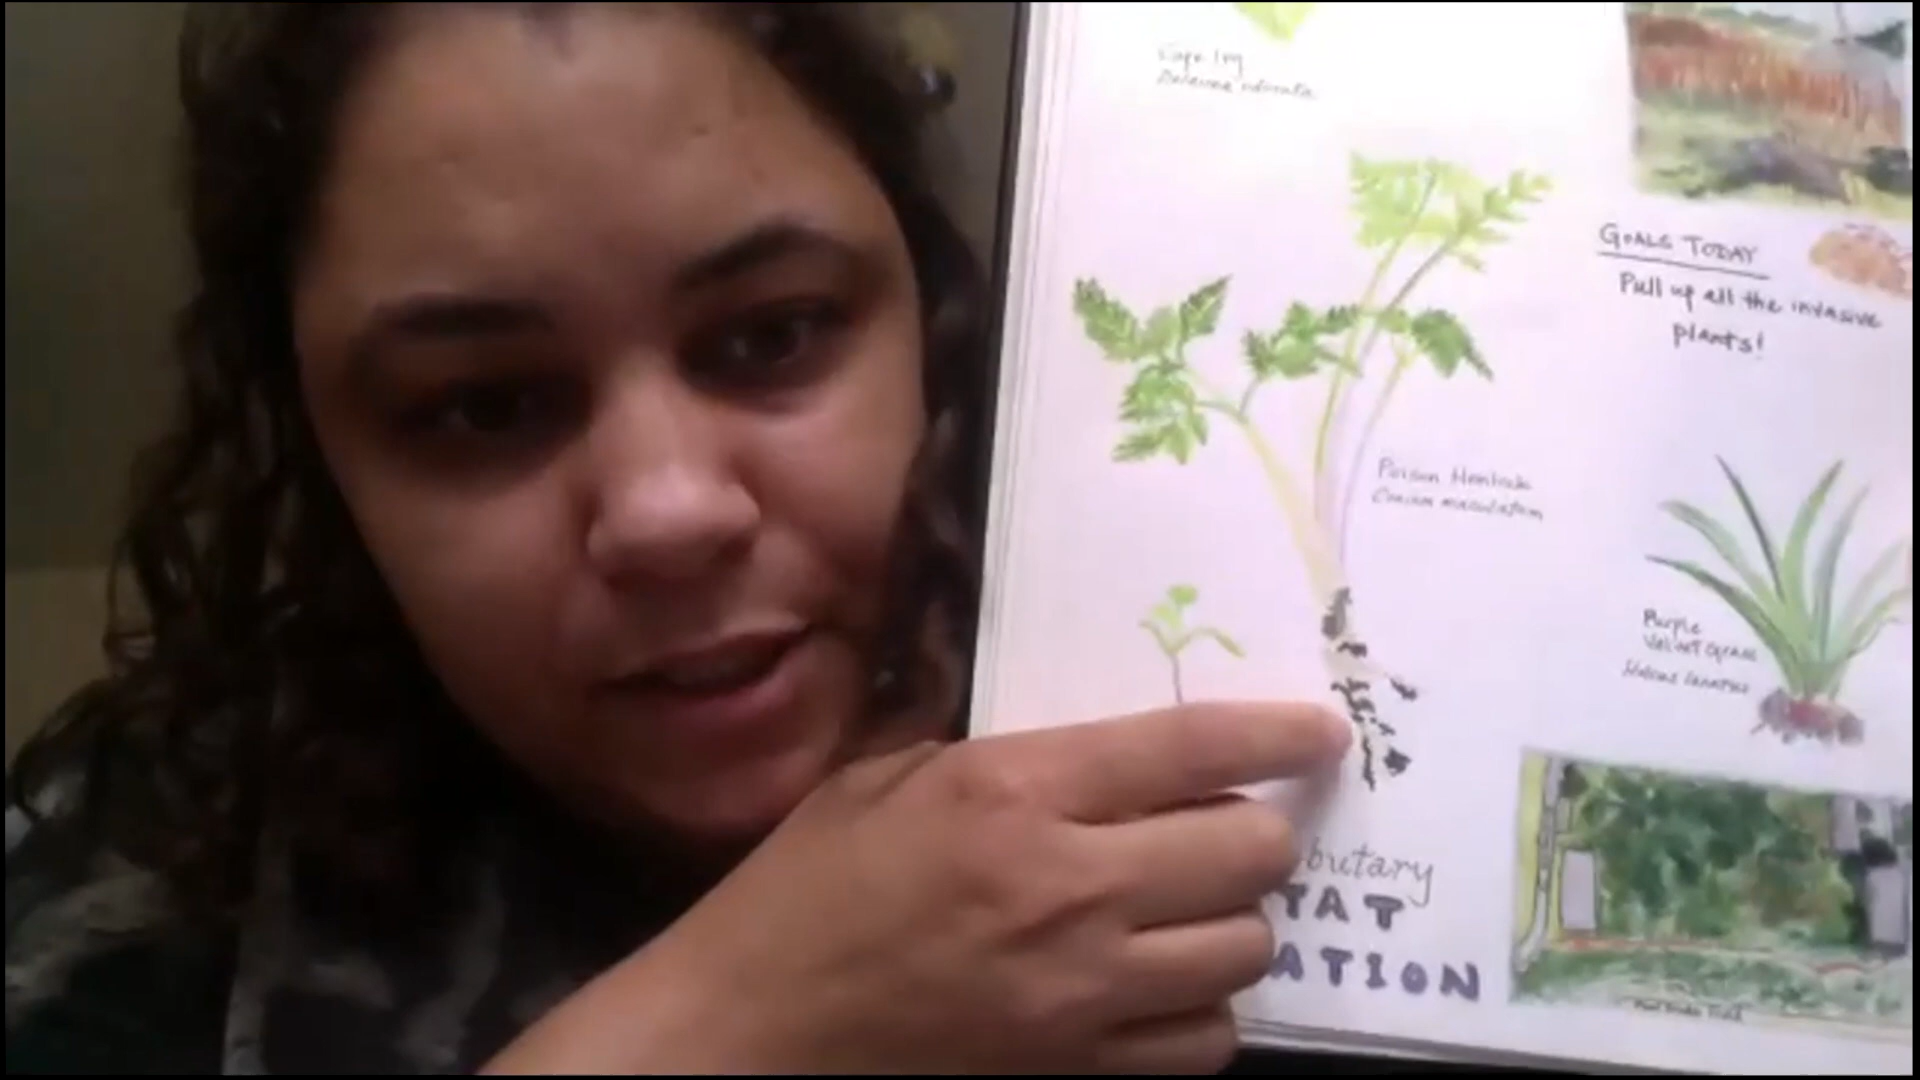 Cape Ivy
Delairea odorata
GOALS TODAY
Pull up all the invasive
plants!
Poison Hemlock
Conium maculatum
Purple
Velvet Grass
Holcus lanatus
butary
TAT
ATION